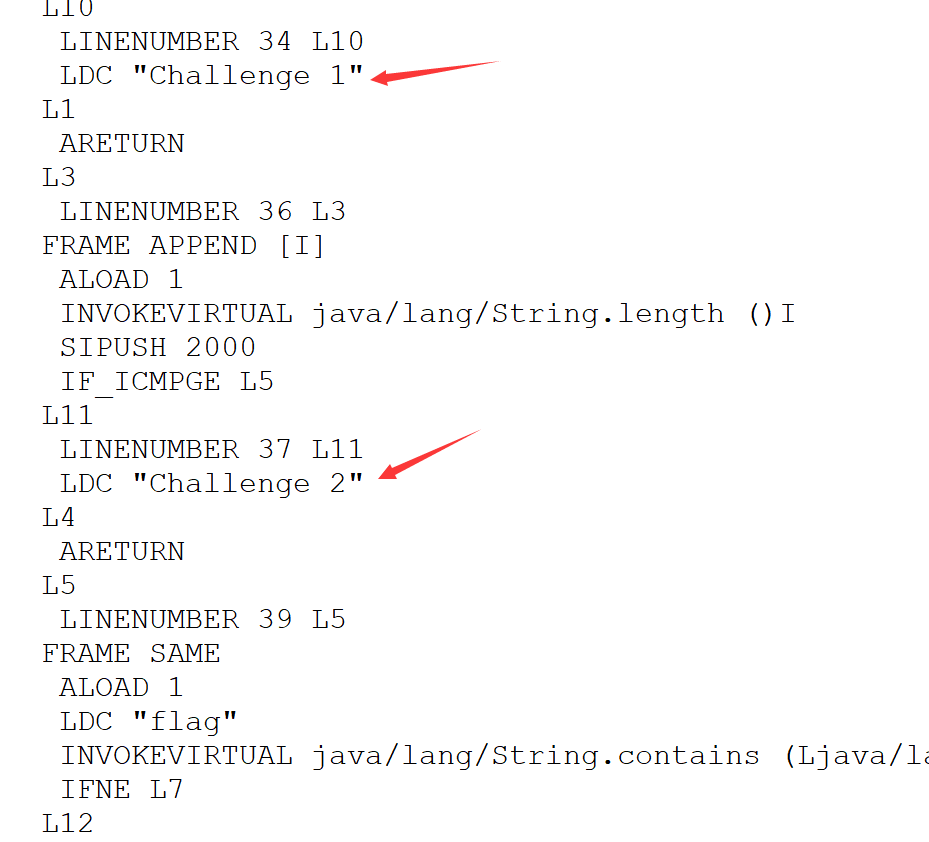 L10
LINENUMBER 34 L10
LDC "Challenge 1"
L1
ARETURN
L3
LINENUMBER 36 L3
FRAME APPEND [I]
ALOAD 1
INVOKEVIRTUAL java/lang/String.length ()I
SIPUSH 2000
IF_ICMPGE L5
L11
LINENUMBER 37 L11
LDC "Challenge 2"
L4
ARETURN
L5
LINENUMBER 39 L5
FRAME SAME
ALOAD 1
LDC "flag"
INVOKEVIRTUAL java/lang/String.contains (Ljava/la
IFNE L7
L12